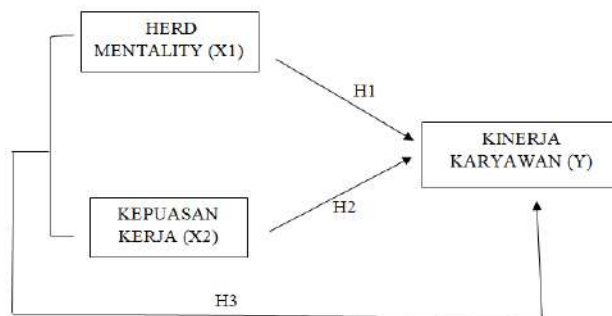 HERD
MENTALITY (X1)
H1
KINERJA
KARYAWAN (Y)
H2
KEPUASAN
KERJA (X2)
H3